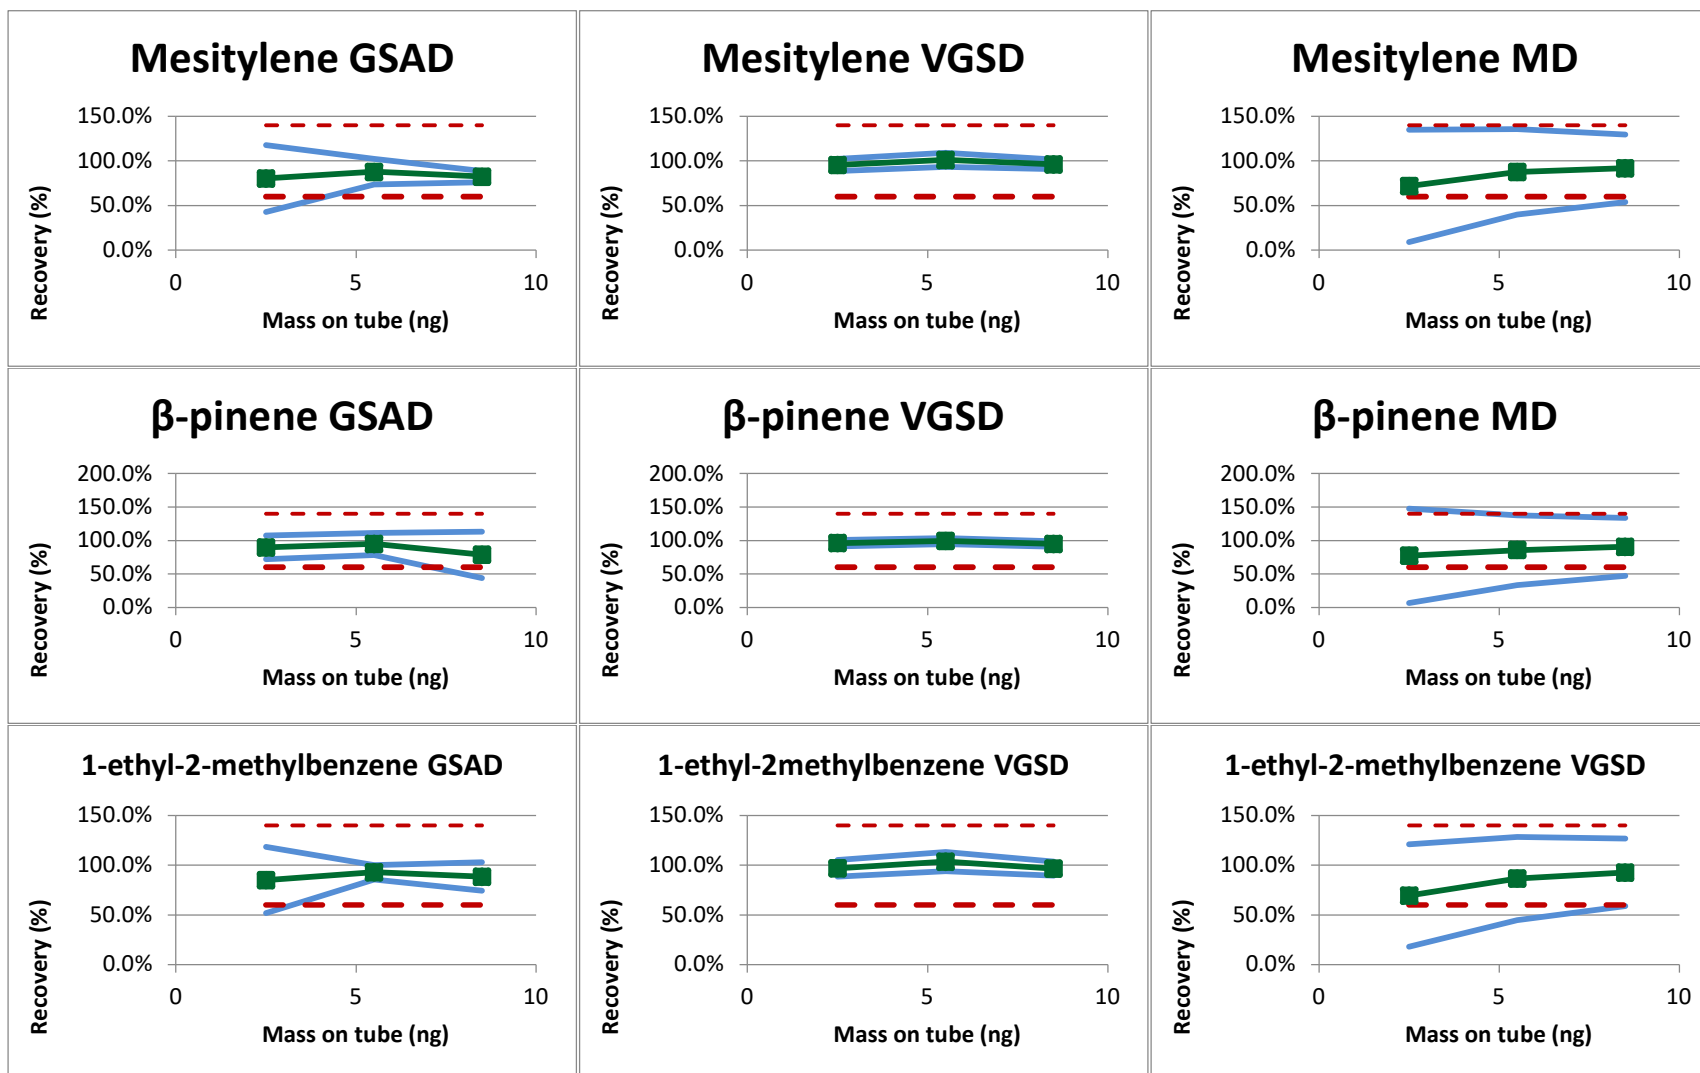 Mesitylene GSAD
150.0%
100.0%
50.0%
0.0%
0
5
10
Recovery (%)
Mass on tube (ng)
Mesitylene VGSD
150.0%
100.0%
50.0%
0.0%
0
5
10
Recovery (%)
Mass on tube (ng)
Mesitylene MD
150.0%
100.0%
50.0%
0.0%
0
5
10
Recovery (%)
Mass on tube (ng)
β-pinene GSAD
200.0%
150.0%
100.0%
50.0%
0.0%
0
5
10
Recovery (%)
Mass on tube (ng)
β-pinene VGSD
200.0%
150.0%
100.0%
50.0%
0.0%
0
5
10
Recovery (%)
Mass on tube (ng)
β-pinene MD
200.0%
150.0%
100.0%
50.0%
0.0%
0
5
10
Recovery (%)
Mass on tube (ng)
1-ethyl-2-methylbenzene GSAD
150.0%
100.0%
50.0%
0.0%
0
5
10
Recovery (%)
Mass on tube (ng)
1-ethyl-2methylbenzene VGSD
150.0%
100.0%
50.0%
0.0%
0
5
10
Recovery (%)
Mass on tube (ng)
1-ethyl-2-methylbenzene VGSD
150.0%
100.0%
50.0%
0.0%
0
5
10
Recovery (%)
Mass on tube (ng)